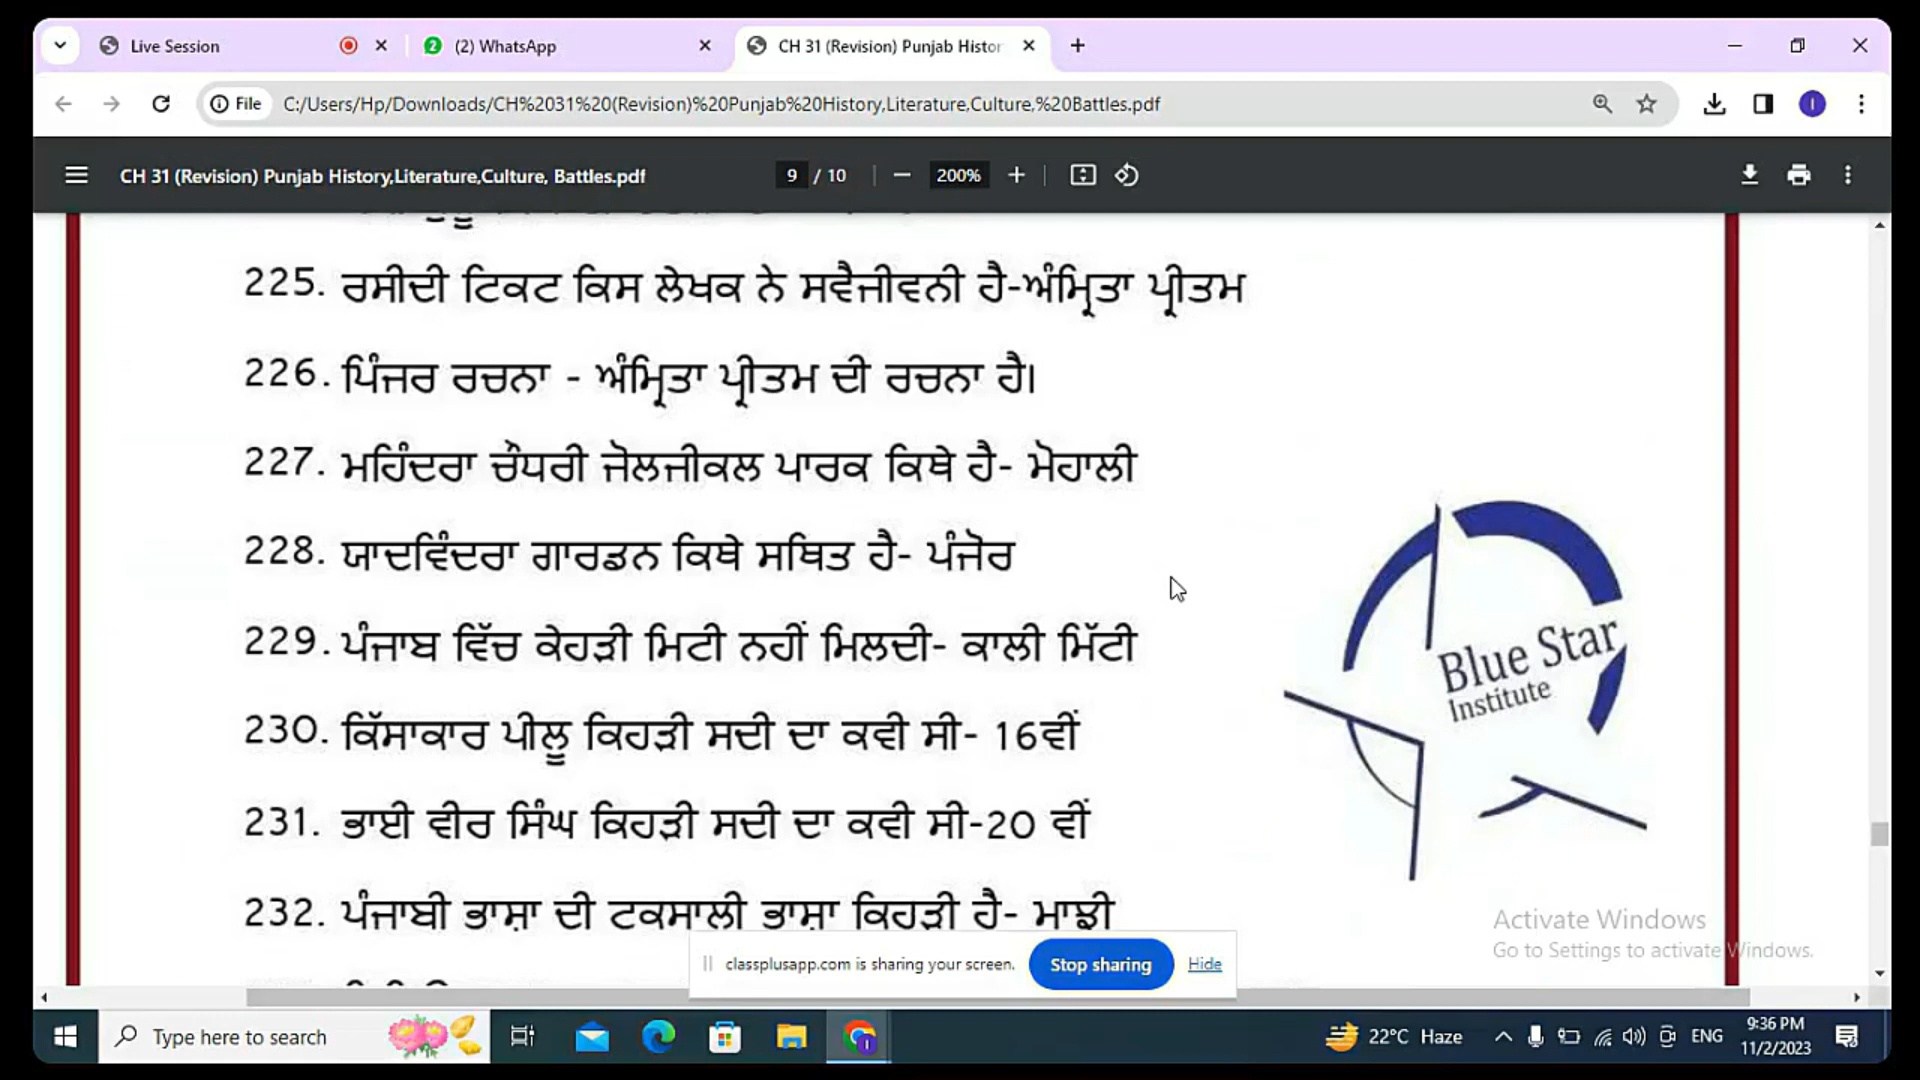 Live Session
(2) WhatsApp
CH 31 (Revision) Punjab Histor
File
C:/Users/Hp/Downloads/CH%2031%20(Revision)%20Punjab%20History,Literature,Culture,%20Battles.pdf
CH 31 (Revision) Punjab History,Literature,Culture, Battles.pdf
9 / 10
200%
225. ਰਸੀਦੀ ਟਿਕਟ ਕਿਸ ਲੇਖਕ ਨੇ ਸਵੈਜੀਵਨੀ ਹੈ-ਅੰਮ੍ਰਿਤਾ ਪ੍ਰੀਤਮ
226. ਪਿੰਜਰ ਰਚਨਾ - ਅੰਮ੍ਰਿਤਾ ਪ੍ਰੀਤਮ ਦੀ ਰਚਨਾ ਹੈ।
227. ਮਹਿੰਦਰਾ ਚੌਧਰੀ ਜੋਲਜੀਕਲ ਪਾਰਕ ਕਿਥੇ ਹੈ- ਮੋਹਾਲੀ
228. ਯਾਦਵਿੰਦਰਾ ਗਾਰਡਨ ਕਿਥੇ ਸਥਿਤ ਹੈ- ਪੰਜੋਰ
229. ਪੰਜਾਬ ਵਿੱਚ ਕੇਹੜੀ ਮਿਟੀ ਨਹੀਂ ਮਿਲਦੀ- ਕਾਲੀ ਮਿੱਟੀ
230. ਕਿੱਸਾਕਾਰ ਪੀਲੂ ਕਿਹੜੀ ਸਦੀ ਦਾ ਕਵੀ ਸੀ- 16ਵੀਂ
231. ਭਾਈ ਵੀਰ ਸਿੰਘ ਕਿਹੜੀ ਸਦੀ ਦਾ ਕਵੀ ਸੀ-20 ਵੀਂ
232. ਪੰਜਾਬੀ ਭਾਸ਼ਾ ਦੀ ਟਕਸਾਲੀ ਭਾਸ਼ਾ ਕਿਹੜੀ ਹੈ- ਮਾਝੀ
Blue Star
Institute
Activate Windows
Go to Settings to activate Windows.
classplusapp.com is sharing your screen.
Stop sharing
Hide
Type here to search
22°C Haze
ENG
9:36 PM
11/2/2023